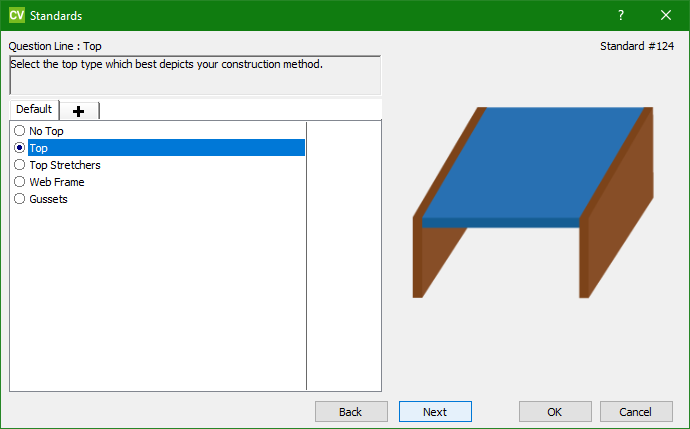 CV Standards ?
Question Line : Top Standard #124
Select the top type which best depicts your construction method.
Default
No Top
Top
Top Stretchers
Web Frame
Gussets
Back Next OK Cancel